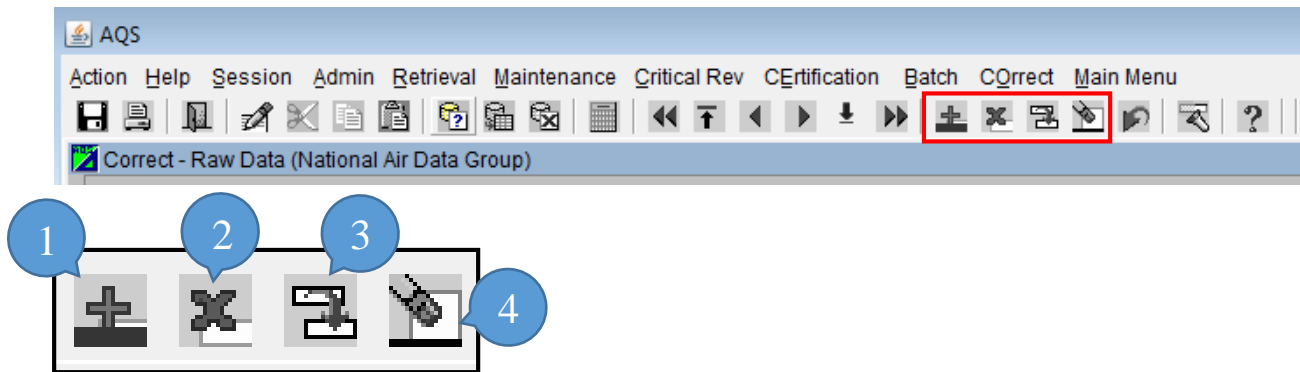 AQS
Action Help Session Admin Retrieval Maintenance Critical Rev CErtification Batch COrrect Main Menu
Correct - Raw Data (National Air Data Group)
1
2
3
4